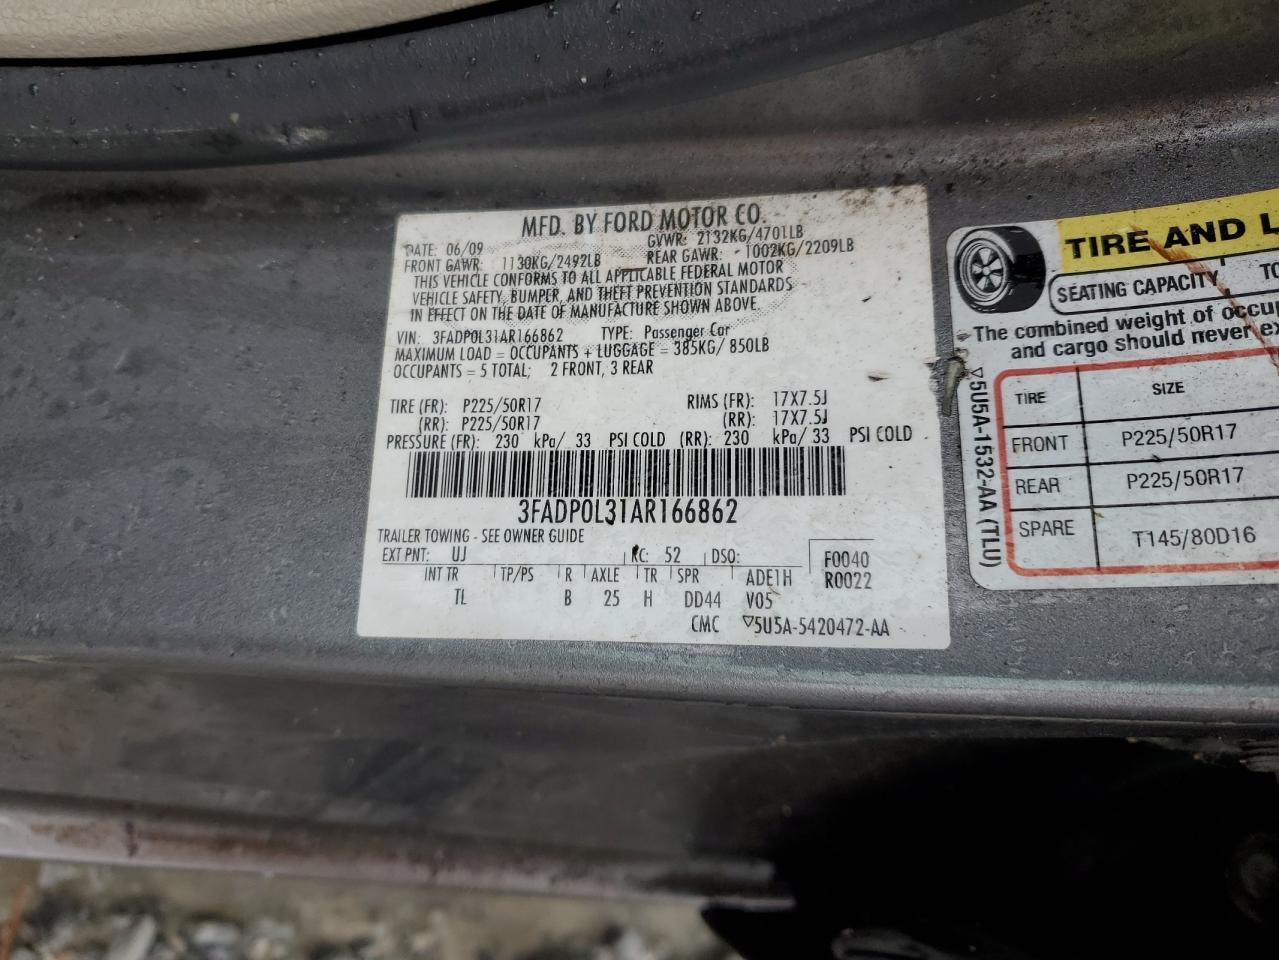 MFD. BY FORD MOTOR CO.
DATE: 06/09 GVWR: 2132KG/4701LB
FRONT GAWR: 1130KG/2492LB REAR GAWR: 1002KG/2209LB
THIS VEHICLE CONFORMS TO ALL APPLICABLE FEDERAL MOTOR
VEHICLE SAFETY, BUMPER, AND THEFT PREVENTION STANDARDS
IN EFFECT ON THE DATE OF MANUFACTURE SHOWN ABOVE.
VIN: 3FADP0L31AR166862 TYPE: Passenger Car
MAXIMUM LOAD = OCCUPANTS + LUGGAGE = 385KG/ 850LB
OCCUPANTS = 5 TOTAL; 2 FRONT, 3 REAR
TIRE (FR): P225/50R17 RIMS (FR): 17X7.5J
(RR): P225/50R17 (RR): 17X7.5J
PRESSURE (FR): 230 kPa/ 33 PSI COLD (RR): 230 kPa/ 33 PSI COLD
3FADP0L31AR166862
TRAILER TOWING - SEE OWNER GUIDE
EXT PNT: UJ RC: 52 DSO: F0040
R0022
INT TR TP/PS R AXLE TR SPR ADE1H
TL B 25 H DD44 V05
CMC ▽5U5A-5420472-AA
TIRE AND L
SEATING CAPACITY TO
The combined weight of occup
and cargo should never ex
TIRE SIZE
FRONT P225/50R17
REAR P225/50R17
SPARE T145/80D16
▽5U5A-1532-AA (TLU)